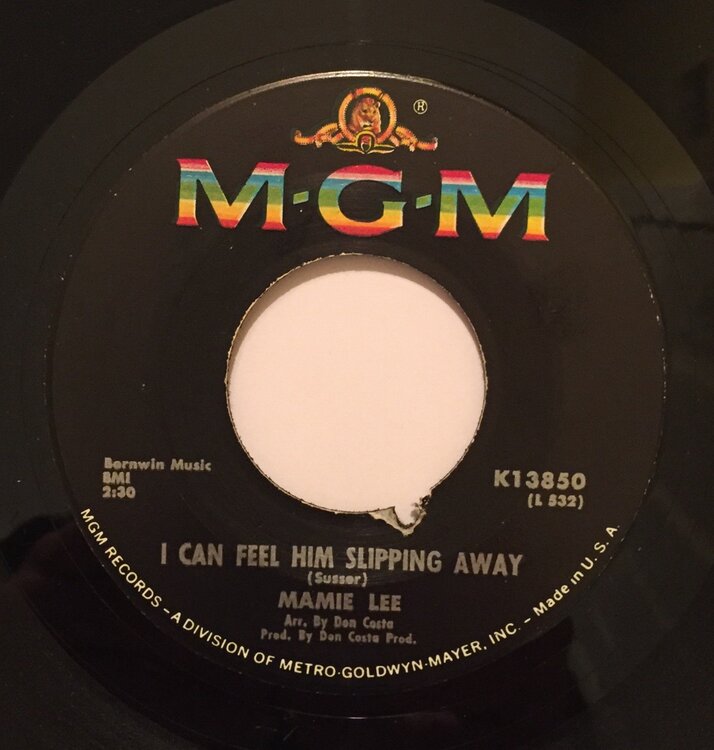 ®
M·G·M
Bernwin Music
BMI
2:30
K13850
(L 532)
I CAN FEEL HIM SLIPPING AWAY
(Susser)
MAMIE LEE
Arr. By Don Costa
Prod. By Don Costa Prod.
MGM RECORDS – A DIVISION OF METRO-GOLDWYN-MAYER, INC. – Made in U. S. A.